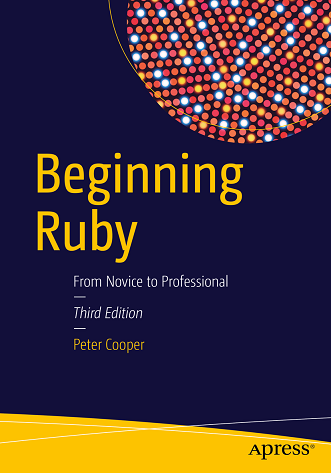 Beginning
Ruby
From Novice to Professional
—
Third Edition
—
Peter Cooper
Apress®